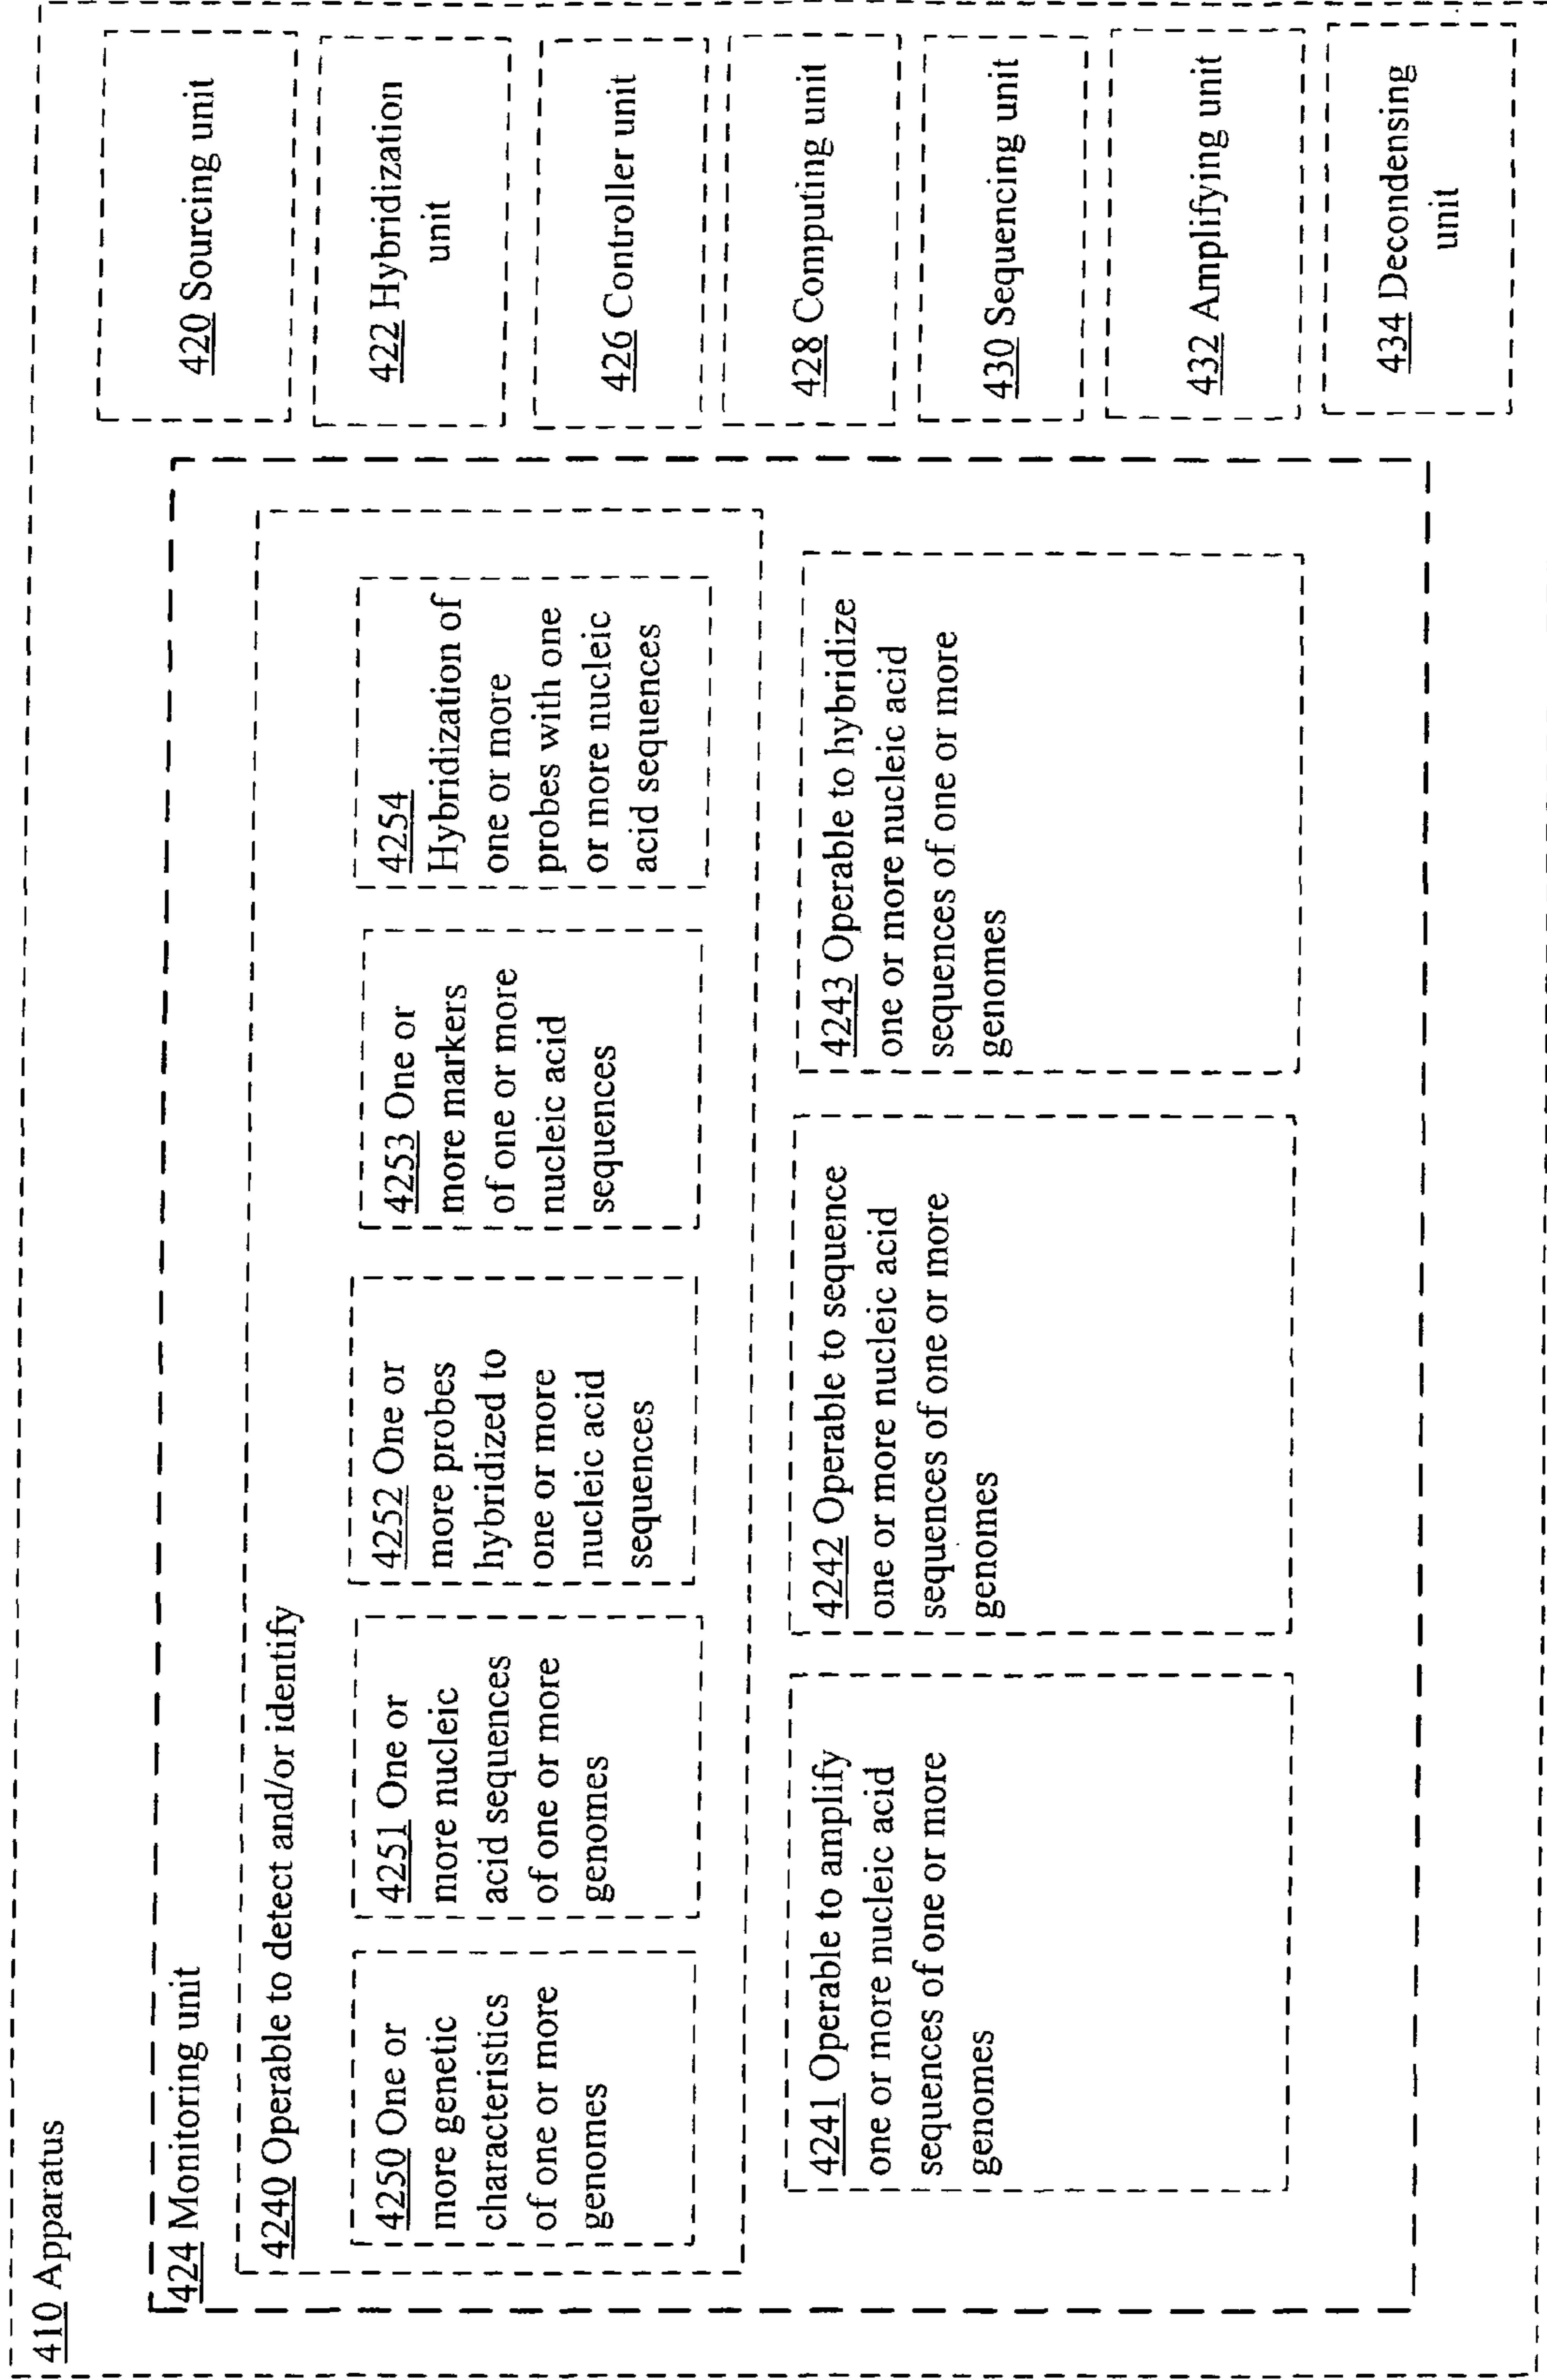 410 Apparatus
424 Monitoring unit
4240 Operable to detect and/or identify
4250 One or
more genetic
characteristics
of one or more
genomes
4251 One or
more nucleic
acid sequences
of one or more
genomes
4252 One or
more probes
hybridized to
one or more
nucleic acid
sequences
4253 One or
more markers
of one or more
nucleic acid
sequences
4254
Hybridization of
one or more
probes with one
or more nucleic
acid sequences
4241 Operable to amplify
one or more nucleic acid
sequences of one or more
genomes
4242 Operable to sequence
one or more nucleic acid
sequences of one or more
genomes
4243 Operable to hybridize
one or more nucleic acid
sequences of one or more
genomes
420 Sourcing unit
422 Hybridization
unit
426 Controller unit
428 Computing unit
430 Sequencing unit
432 Amplifying unit
434 Decondensing
unit